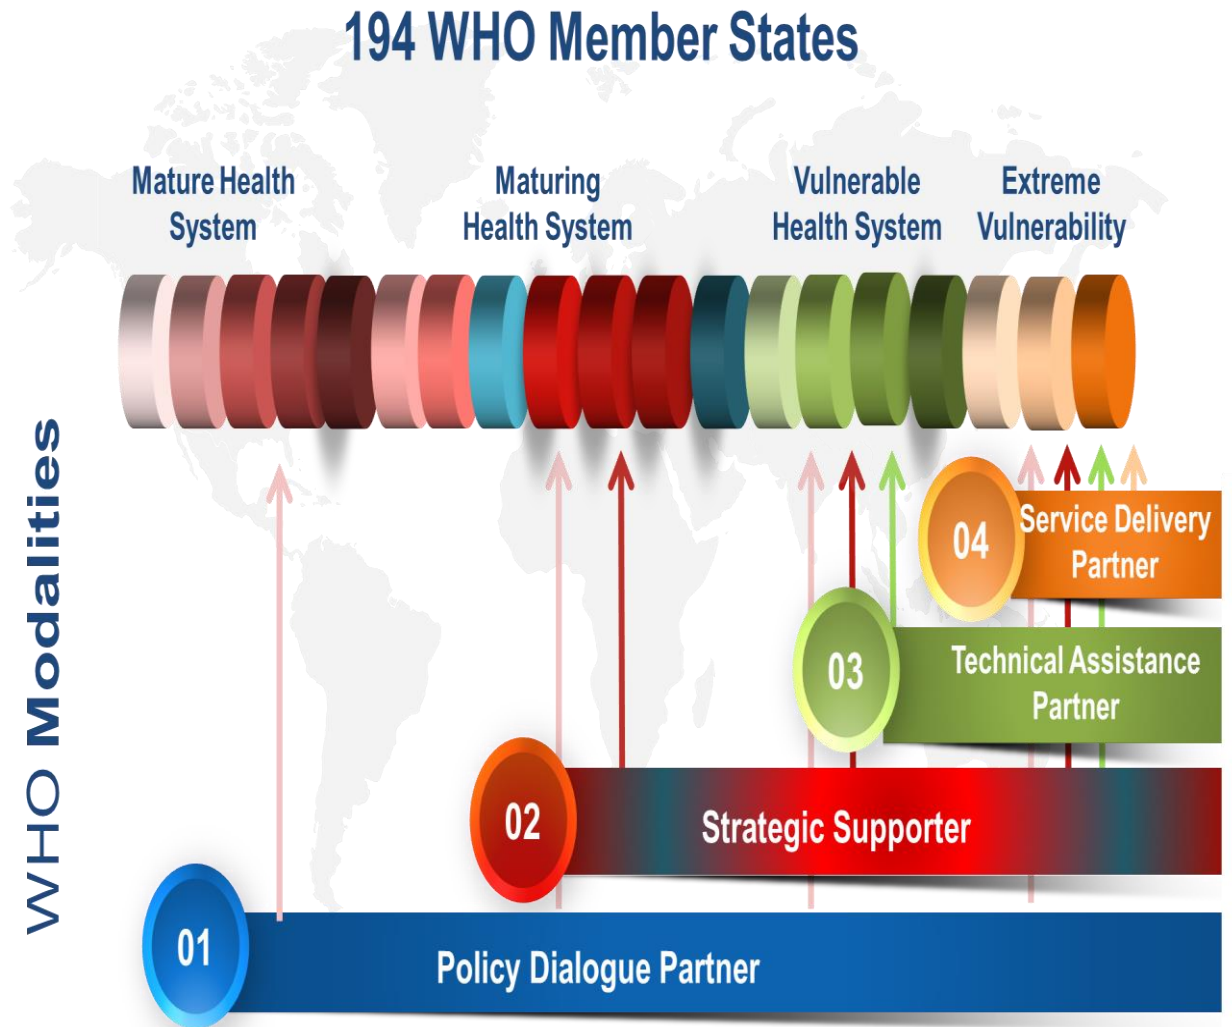 194 WHO Member States
Mature Health
System
Maturing
Health System
Vulnerable
Health System
Extreme
Vulnerability
WHO Modalities
04
Service Delivery
Partner
03
Technical Assistance
Partner
02
Strategic Supporter
01
Policy Dialogue Partner